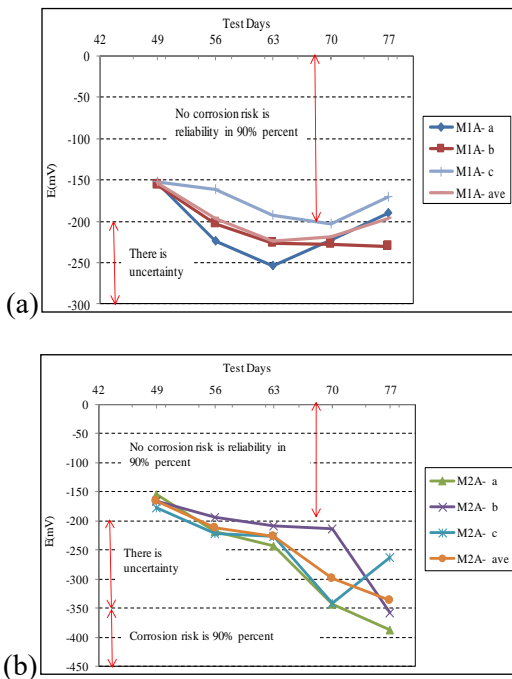 Test Days
42 49 56 63 70 77
0
-50
-100
-150
-200
-250
-300
E(mV)
No corrosion risk is
reliability in 90% percent
There is
uncertainty
M1A- a
M1A- b
M1A- c
M1A- ave
(a)
Test Days
42 49 56 63 70 77
0
-50
-100
-150
-200
-250
-300
-350
-400
-450
E(mV)
No corrosion risk is reliability in
90% percent
There is
uncertainty
Corrosion risk is 90% percent
M2A- a
M2A- b
M2A- c
M2A- ave
(b)